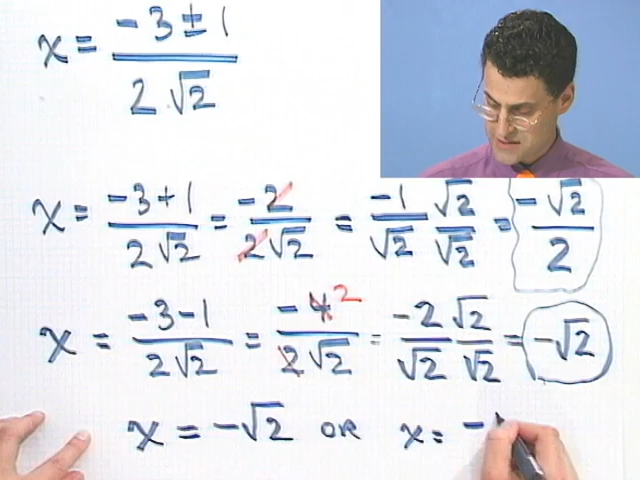 x = (-3 ± 1) / (2√2)
x = (-3+1) / (2√2) = -2 / (2√2) = (-1 / √2) (√2 / √2) = -√2 / 2
x = (-3-1) / (2√2) = -4 2 / (2√2) = (-2 / √2) (√2 / √2) = -√2
x = -√2 OR x = -